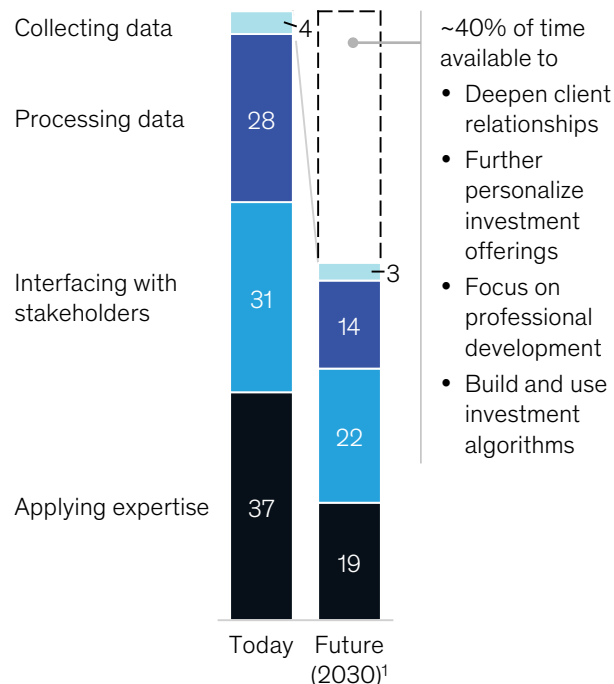 Collecting data
4
Processing data
28
Interfacing with
stakeholders
31
Applying expertise
37
3
14
22
19
Today
Future
(2030)1
~40% of time
available to
• Deepen client
relationships
• Further
personalize
investment
offerings
• Focus on
professional
development
• Build and use
investment
algorithms